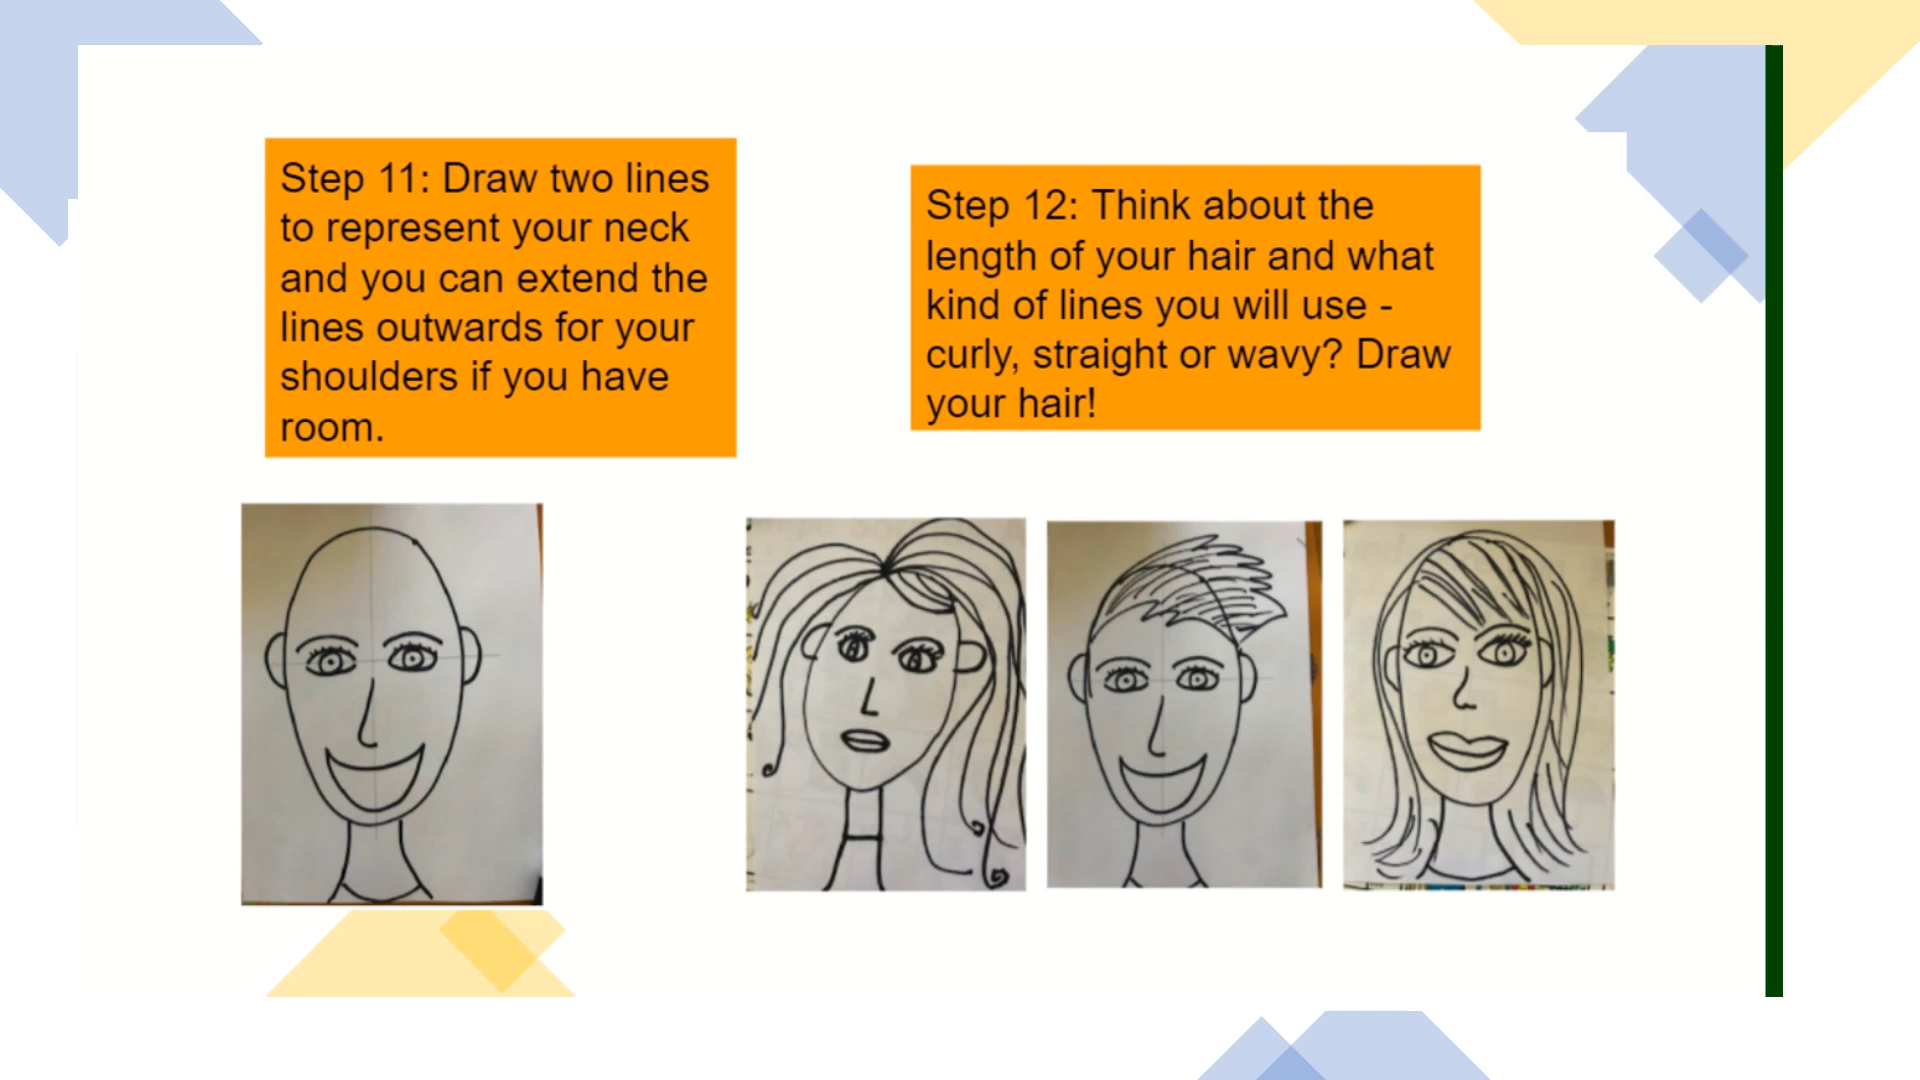 Step 11: Draw two lines
to represent your neck
and you can extend the
lines outwards for your
shoulders if you have
room.
Step 12: Think about the
length of your hair and what
kind of lines you will use -
curly, straight or wavy? Draw
your hair!